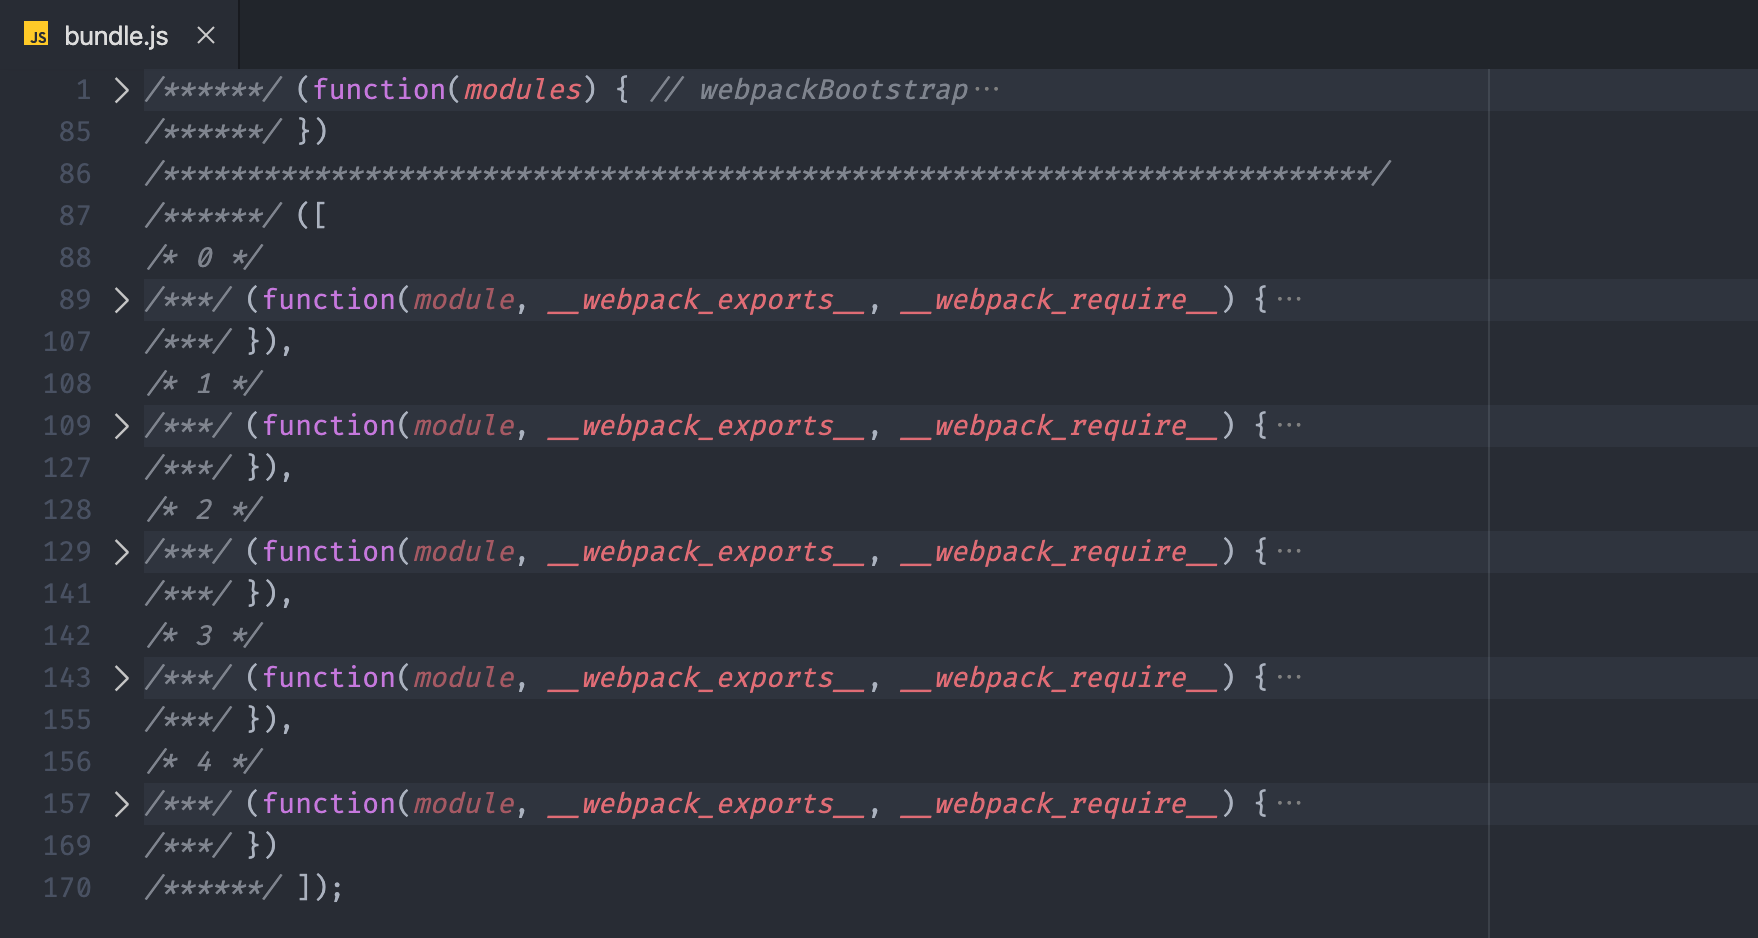 JS bundle.js ×
1 > /******/ (function(modules) { // webpackBootstrap···
85 /******/ })
86 /************************************************************************/
87 /******/ ([
88 /* 0 */
89 > /***/ (function(module, __webpack_exports__, __webpack_require__) {···
107 /***/ }),
108 /* 1 */
109 > /***/ (function(module, __webpack_exports__, __webpack_require__) {···
127 /***/ }),
128 /* 2 */
129 > /***/ (function(module, __webpack_exports__, __webpack_require__) {···
141 /***/ }),
142 /* 3 */
143 > /***/ (function(module, __webpack_exports__, __webpack_require__) {···
155 /***/ }),
156 /* 4 */
157 > /***/ (function(module, __webpack_exports__, __webpack_require__) {···
169 /***/ })
170 /******/ ]);